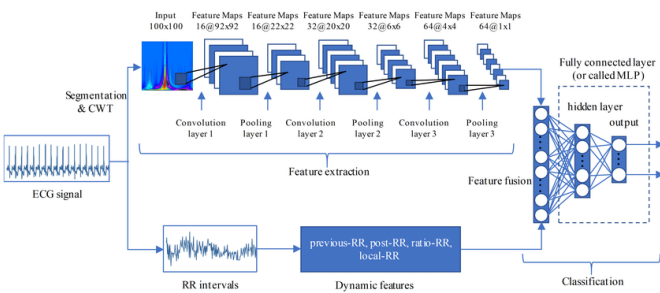 Input
100x100
Feature Maps
16@92x92
Feature Maps
16@22x22
Feature Maps
32@20x20
Feature Maps
32@6x6
Feature Maps
64@4x4
Feature Maps
64@1x1
Segmentation
& CWT
Convolution
layer 1
Pooling
layer 1
Convolution
layer 2
Pooling
layer 2
Convolution
layer 3
Pooling
layer 3
Feature extraction
ECG signal
Fully connected layer
(or called MLP)
hidden layer
output
Feature fusion
RR intervals
previous-RR, post-RR, ratio-RR,
local-RR
Dynamic features
Classification